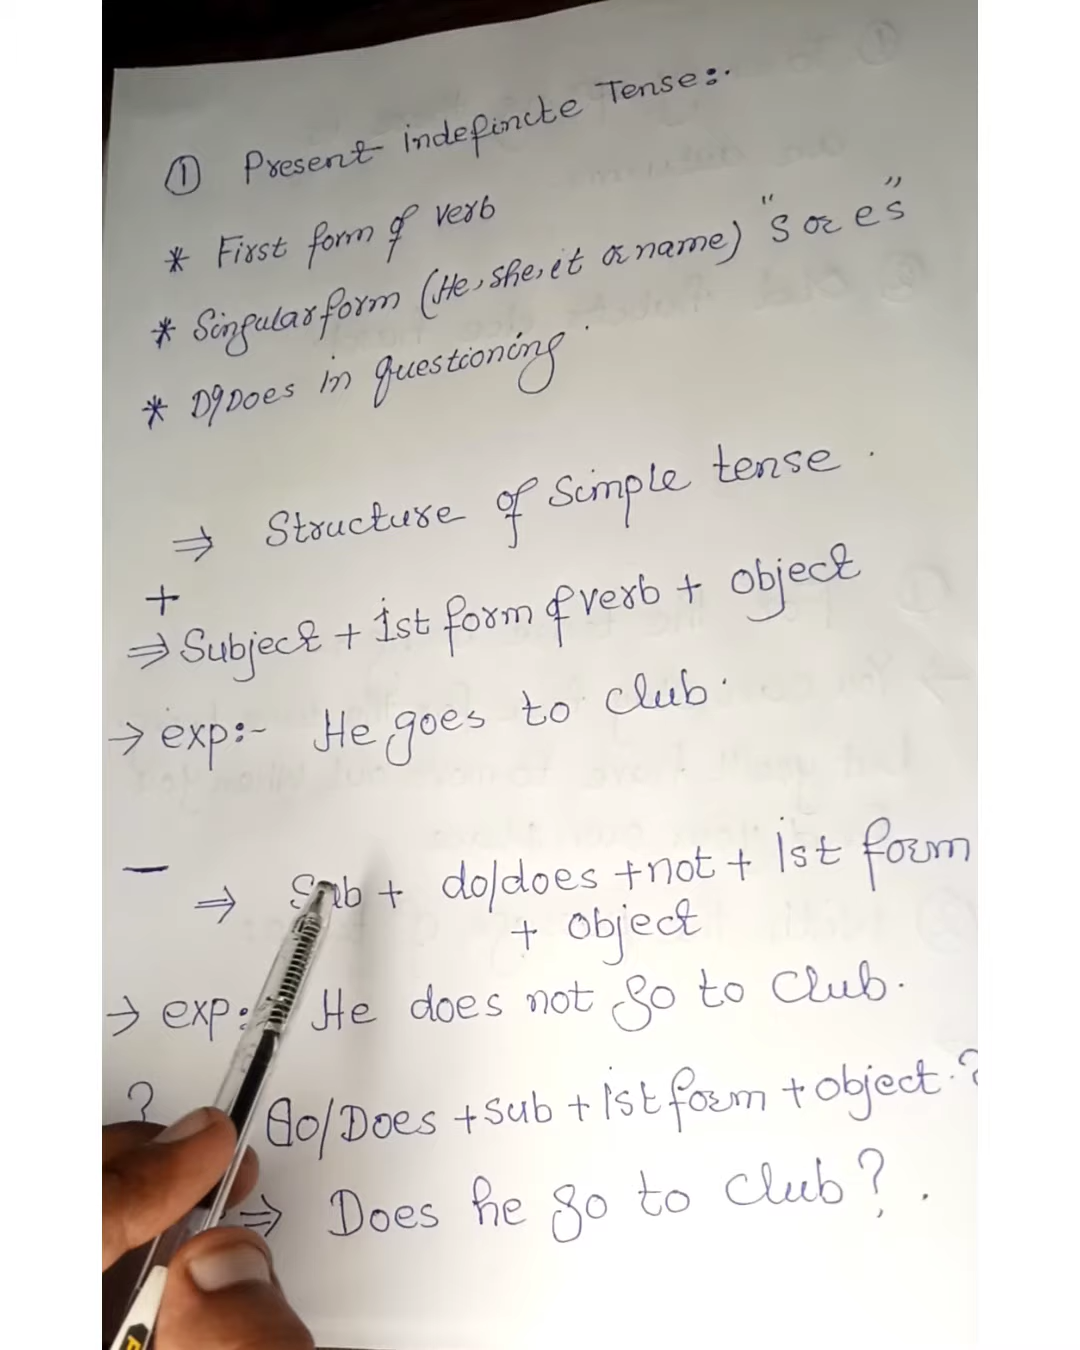 ① Present indefincte Tense:-
* First form of verb
* Singular form (He, she, it or name) "s or es"
* Do/Does in questioning
⇒ Structure of Simple tense.
+
⇒ Subject + 1st form of verb + object
→ exp:- He goes to club.
-
⇒ Sub + do/does + not + 1st form
+ object
→ exp:- He does not go to club.
?
Do/Does + sub + 1st form + object.?
⇒ Does he go to club?.